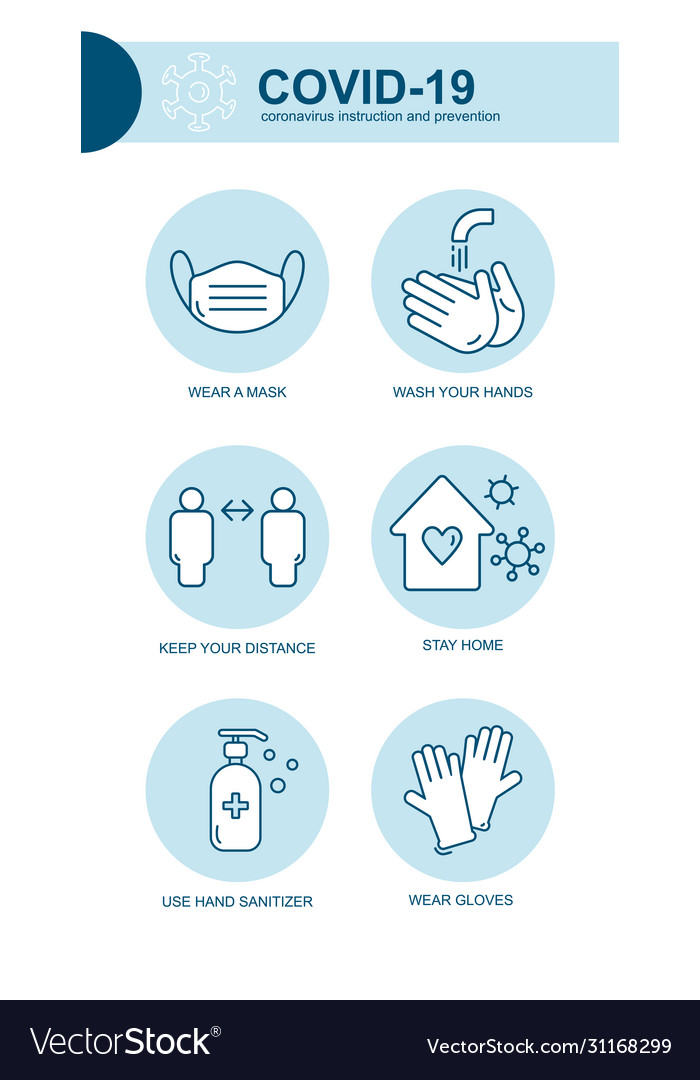 COVID-19
coronavirus instruction and prevention
WEAR A MASK
WASH YOUR HANDS
KEEP YOUR DISTANCE
STAY HOME
USE HAND SANITIZER
WEAR GLOVES
VectorStock®
VectorStock.com/31168299